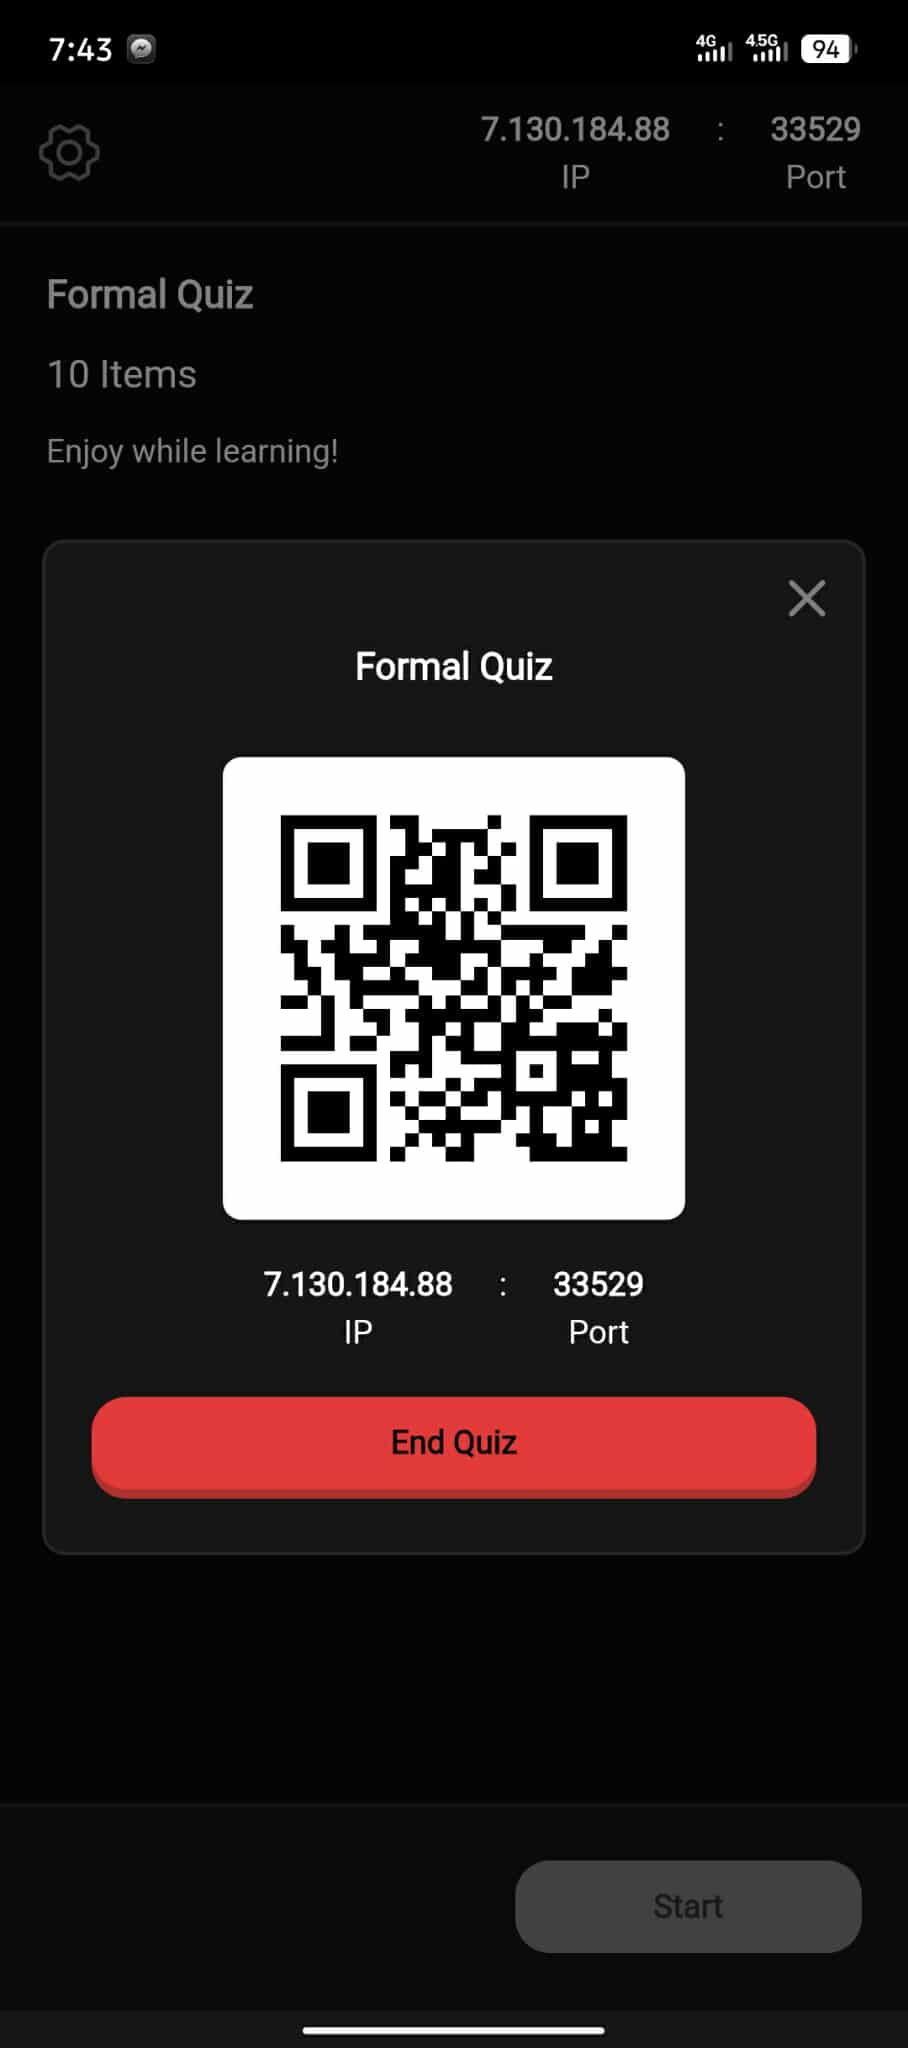 7:43
4G 4.5G 94
7.130.184.88 : 33529
IP Port
Formal Quiz
10 Items
Enjoy while learning!
Formal Quiz
7.130.184.88 : 33529
IP Port
End Quiz
Start